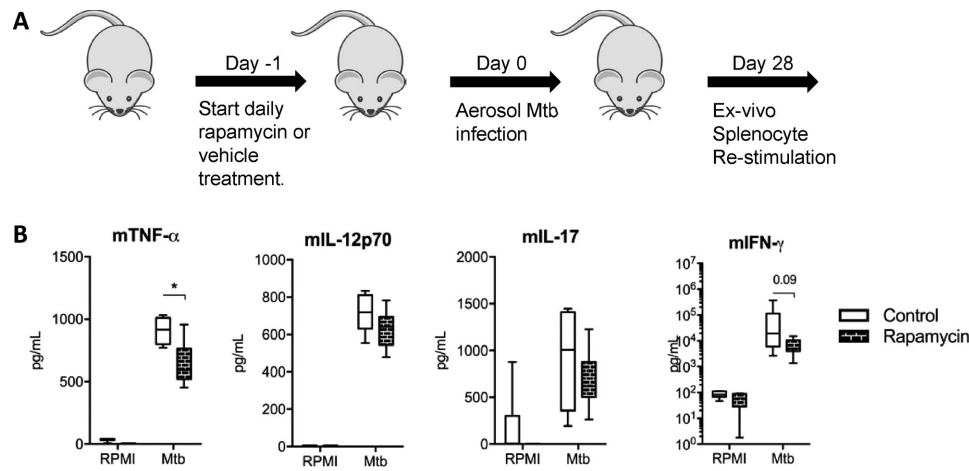 A
Day -1
Start daily
rapamycin or
vehicle
treatment.
Day 0
Aerosol Mtb
infection
Day 28
Ex-vivo
Splenocyte
Re-stimulation
B
mTNF-α
pg/mL
1500
1000
500
0
*
RPMI Mtb
mIL-12p70
pg/mL
1000
800
600
400
200
0
RPMI Mtb
mIL-17
pg/mL
2000
1500
1000
500
0
RPMI Mtb
mIFN-γ
pg/mL
10⁷
10⁶
10⁵
10⁴
10³
10²
10¹
10⁰
0.09
RPMI Mtb
Control
Rapamycin